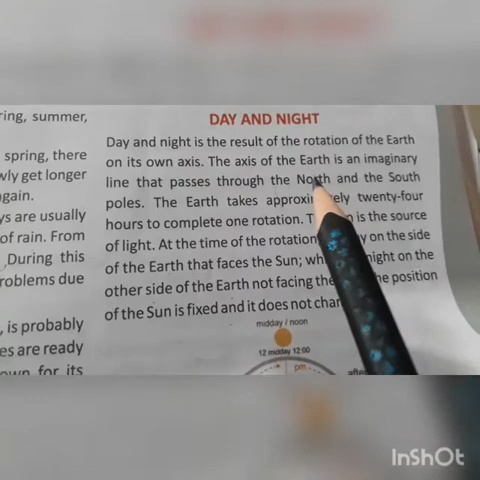 ring, summer,
spring, there
wly get longer
gain.
ys are usually
of rain. From
. During this
roblems due
, is probably
es are ready
own for its
DAY AND NIGHT
Day and night is the result of the rotation of the Earth
on its own axis. The axis of the Earth is an imaginary
line that passes through the North and the South
poles. The Earth takes approxi ely twenty-four
hours to complete one rotation. T is the source
of light. At the time of the rotation y on the side
of the Earth that faces the Sun; wh night on the
other side of the Earth not facing the he position
of the Sun is fixed and it does not chan
midday / noon
12 midday 12:00
pm
afte
InShOt